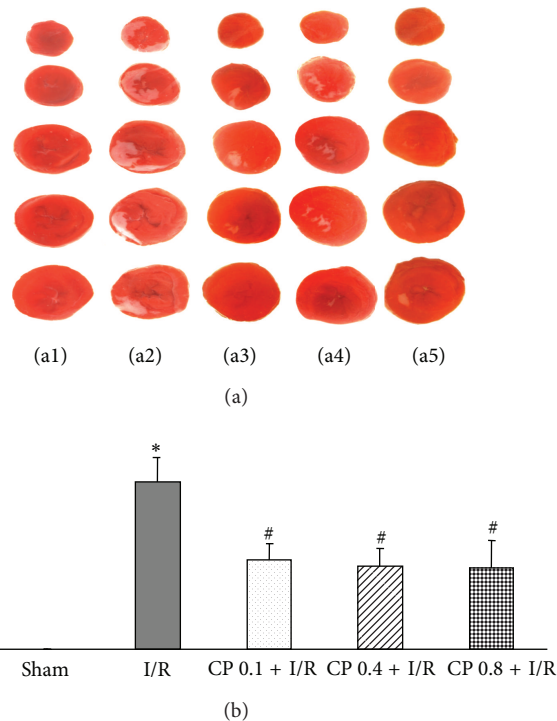 (a1) (a2) (a3) (a4) (a5)
(a)
*
# # #
Sham I/R CP 0.1 + I/R CP 0.4 + I/R CP 0.8 + I/R
(b)